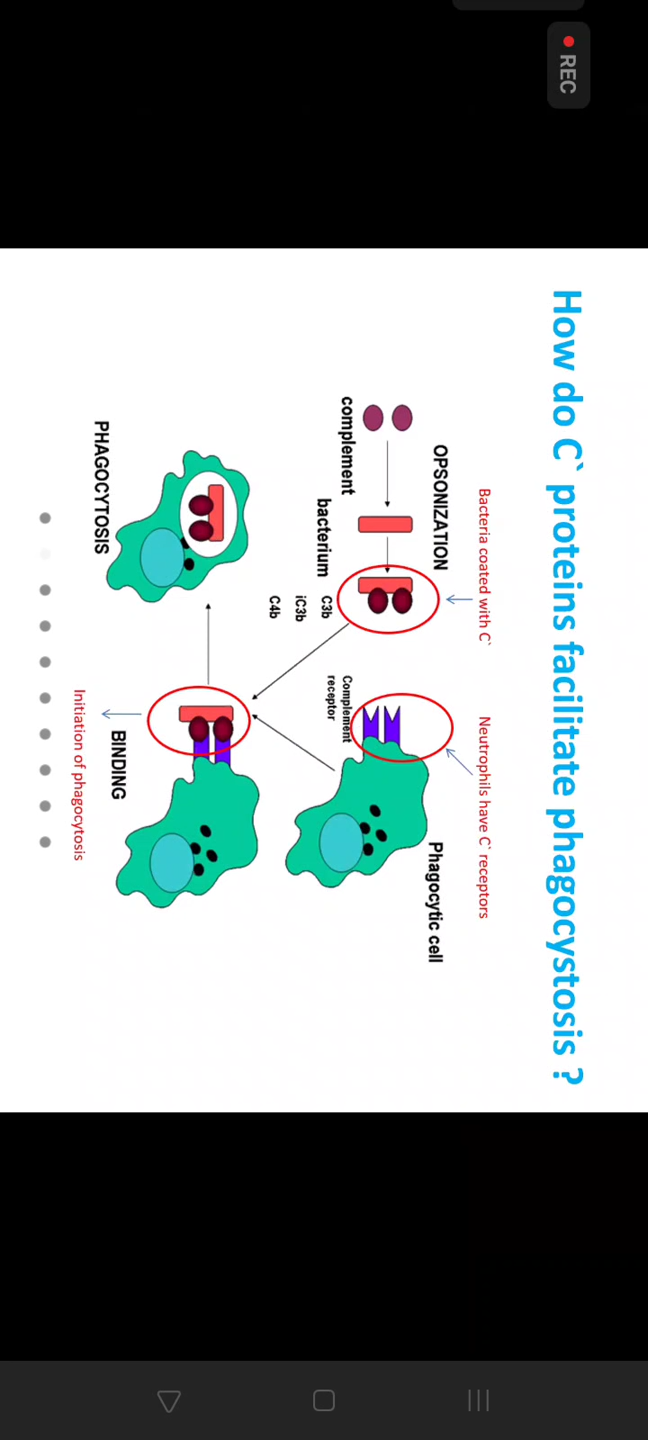 REC
How do C` proteins facilitate phagocystosis ?
Bacteria coated with C`
Neutrophils have C` receptors
OPSONIZATION
Phagocytic cell
complement
bacterium
C3b
iC3b
C4b
Complement
receptor
PHAGOCYTOSIS
BINDING
Initiation of phagocytosis